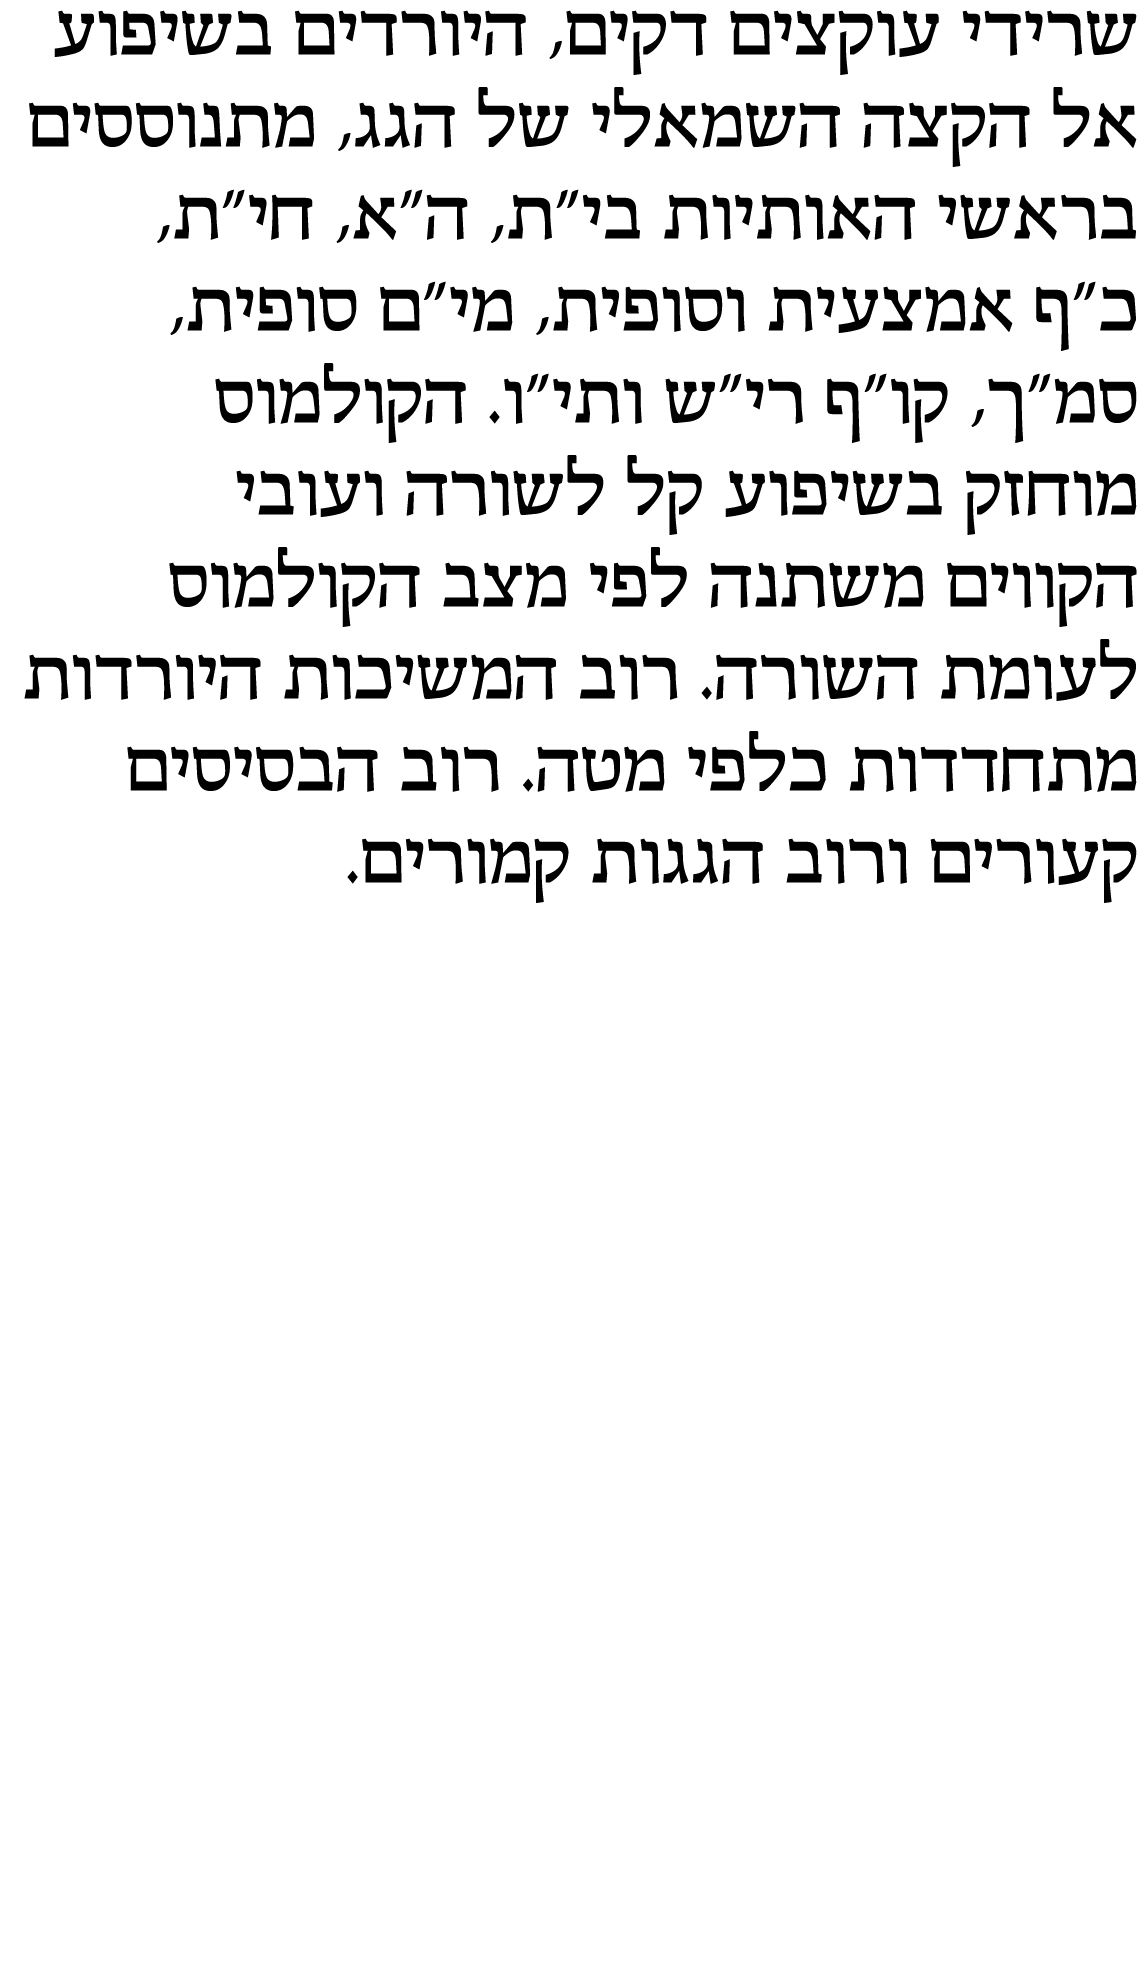 שרידי עוקצים דקים, היורדים בשיפוע
אל הקצה השמאלי של הגג, מתנוססים
בראשי האותיות בי״ת, ה״א, חי״ת,
כ״ף אמצעית וסופית, מי״ם סופית,
סמ״ך, קו״ף רי״ש ותי״ו. הקולמוס
מוחזק בשיפוע קל לשורה ועובי
הקווים משתנה לפי מצב הקולמוס
לעומת השורה. רוב המשיכות היורדות
מתחדדות כלפי מטה. רוב הבסיסים
קעורים ורוב הגגות קמורים.